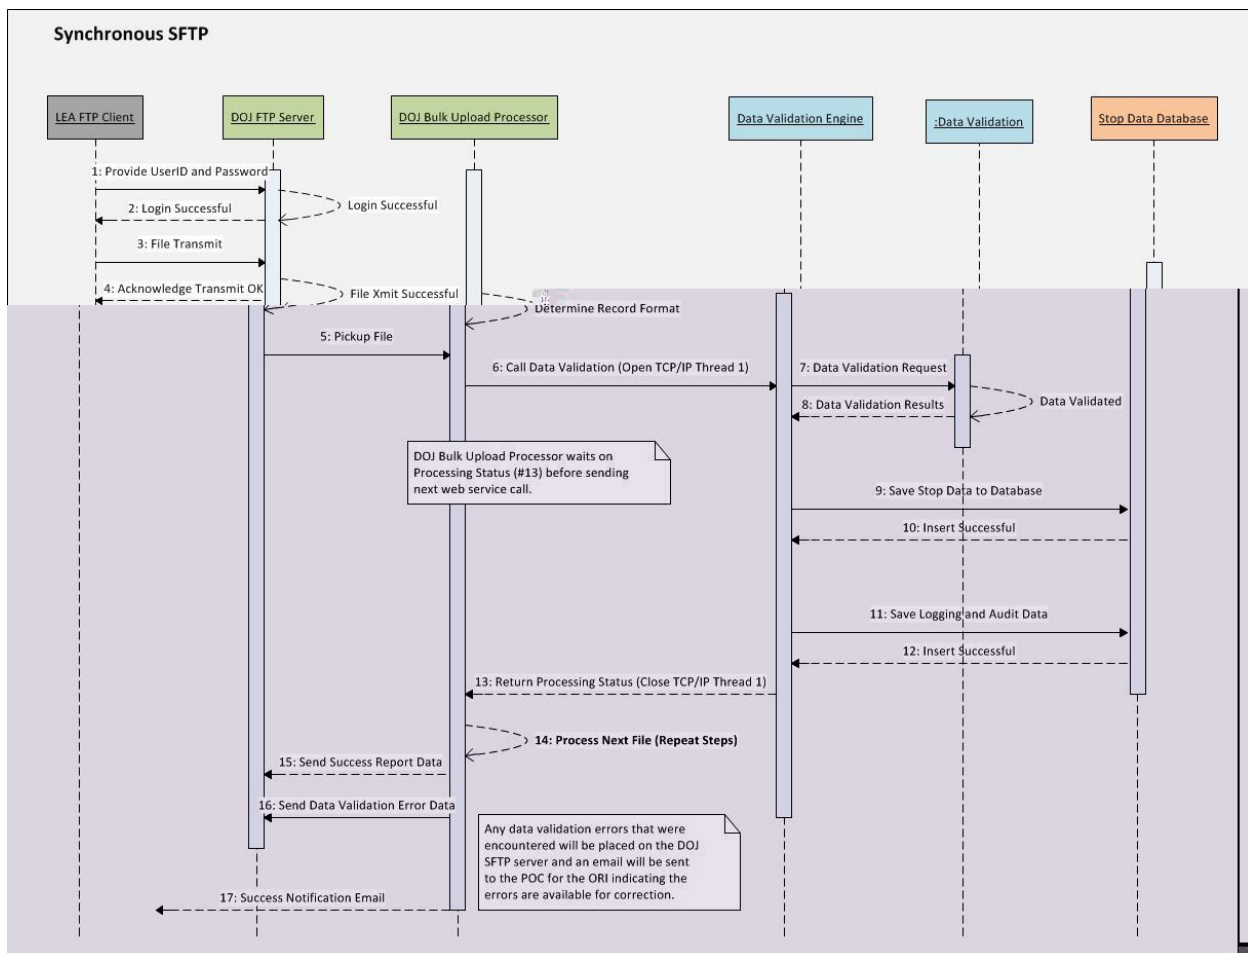 Synchronous SFTP
LEA FTP Client
DOJ FTP Server
DOJ Bulk Upload Processor
Data Validation Engine
:Data Validation
Stop Data Database
1: Provide UserID and Password
Login Successful
2: Login Successful
3: File Transmit
4: Acknowledge Transmit OK
File Xmit Successful
Determine Record Format
5: Pickup File
6: Call Data Validation (Open TCP/IP Thread 1)
7: Data Validation Request
Data Validated
8: Data Validation Results
DOJ Bulk Upload Processor waits on
Processing Status (#13) before sending
next web service call.
9: Save Stop Data to Database
10: Insert Successful
11: Save Logging and Audit Data
12: Insert Successful
13: Return Processing Status (Close TCP/IP Thread 1)
14: Process Next File (Repeat Steps)
15: Send Success Report Data
16: Send Data Validation Error Data
Any data validation errors that were
encountered will be placed on the DOJ
SFTP server and an email will be sent
to the POC for the ORI indicating the
errors are available for correction.
17: Success Notification Email